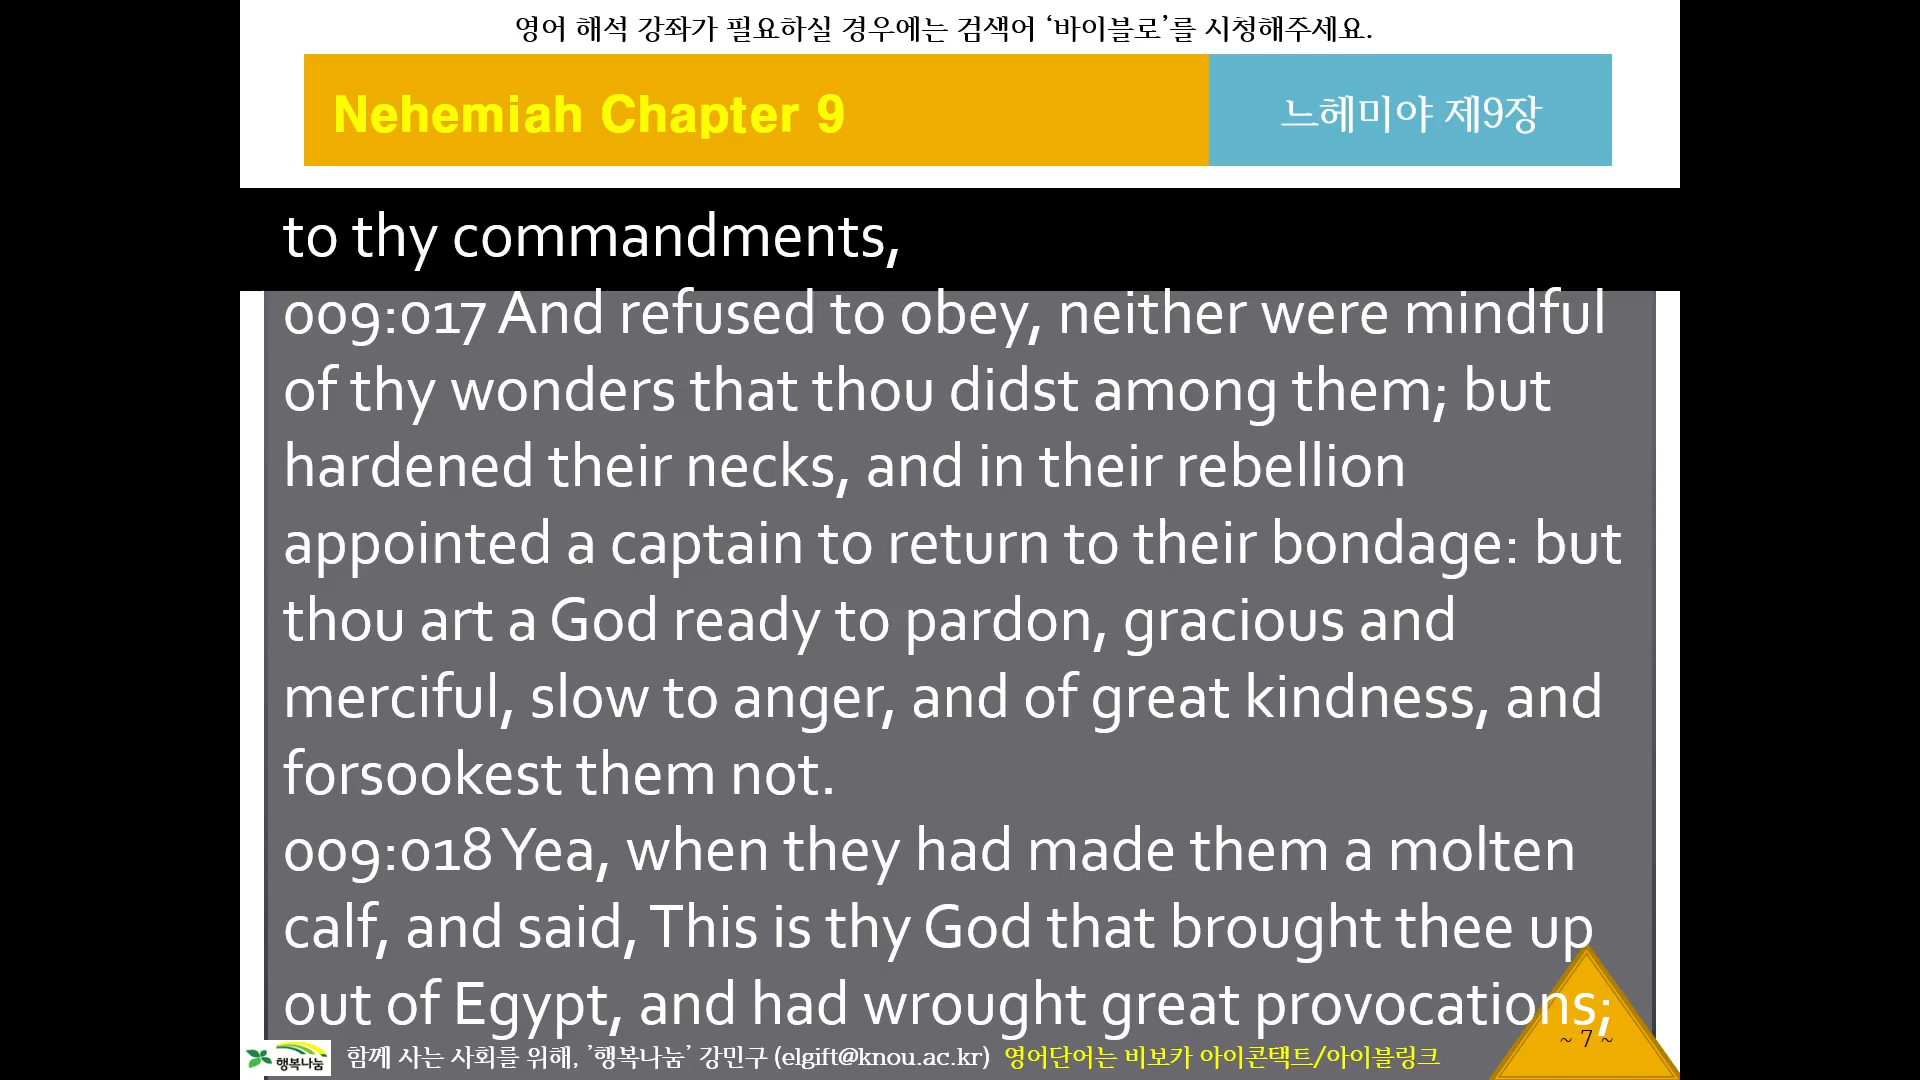 영어 해석 강좌가 필요하실 경우에는 검색어 ‘바이블로’를 시청해주세요.
Nehemiah Chapter 9
느헤미야 제9장
to thy commandments,
009:017 And refused to obey, neither were mindful
of thy wonders that thou didst among them; but
hardened their necks, and in their rebellion
appointed a captain to return to their bondage: but
thou art a God ready to pardon, gracious and
merciful, slow to anger, and of great kindness, and
forsookest them not.
009:018 Yea, when they had made them a molten
calf, and said, This is thy God that brought thee up
out of Egypt, and had wrought great provocations;
~ 7 ~
행복나눔
함께 사는 사회를 위해, ’행복나눔’ 강민구 (elgift@knou.ac.kr) 영어단어는 비보카 아이콘택트/아이블링크